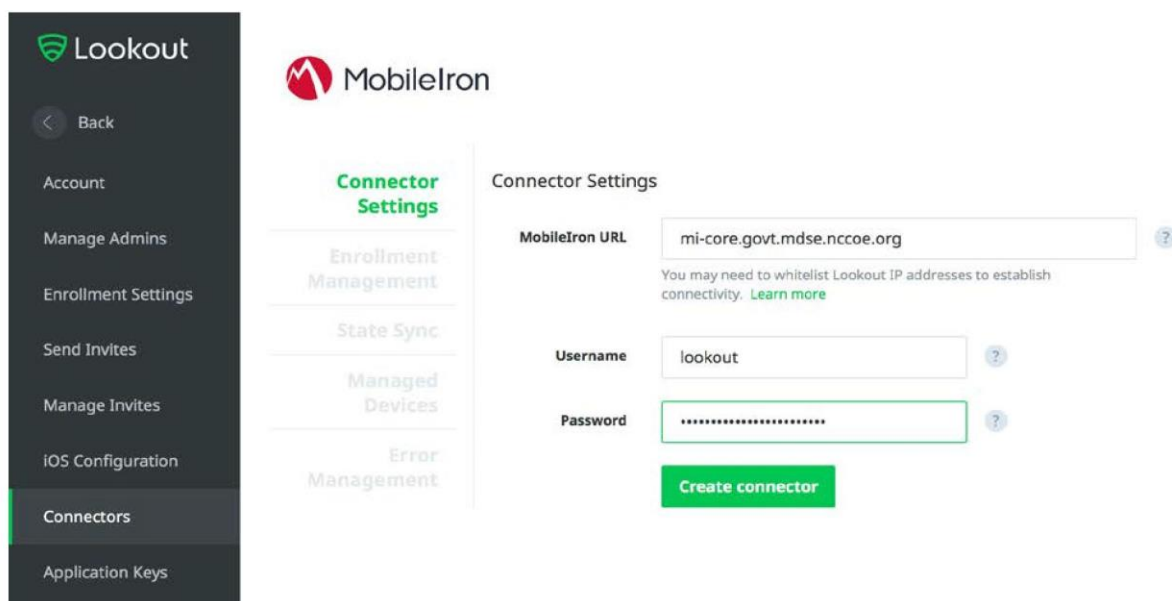 Lookout
Back
Account
Manage Admins
Enrollment Settings
Send Invites
Manage Invites
iOS Configuration
Connectors
Application Keys
MobileIron
Connector
Settings
Enrollment
Management
State Sync
Managed
Devices
Error
Management
Connector Settings
MobileIron URL
mi-core.govt.mdse.nccoe.org
?
You may need to whitelist Lookout IP addresses to establish
connectivity. Learn more
Username
lookout
?
Password
••••••••••••••••••••••••
?
Create connector